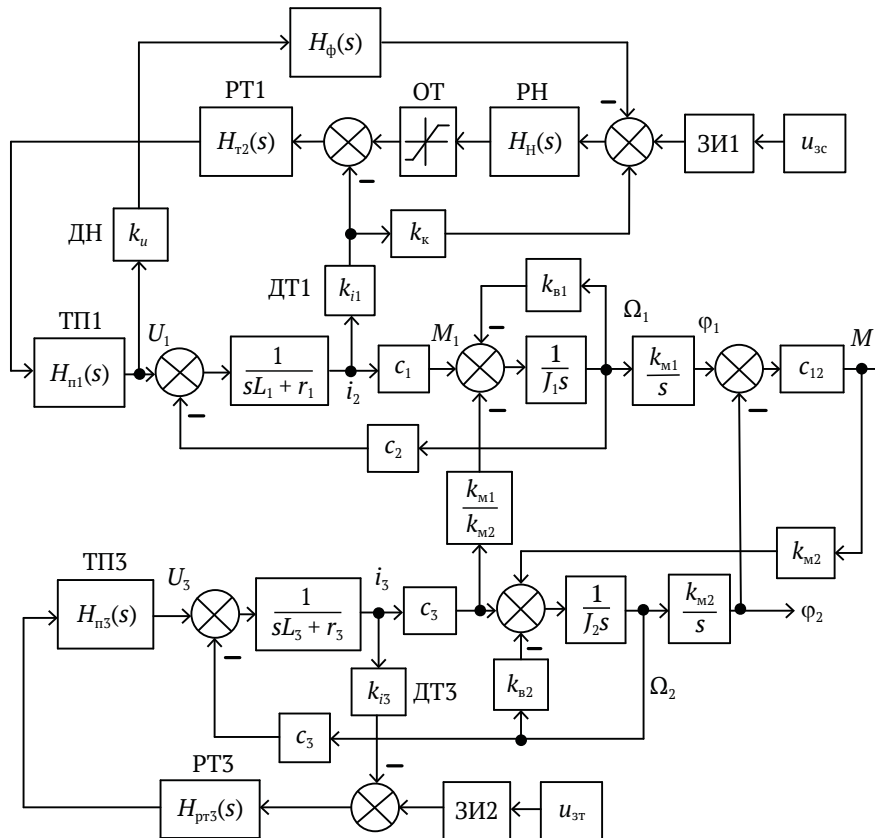 H_ф(s)
РТ1
ОТ
РН
H_т2(s)
H_Н(s)
ЗИ1
u_зс
ДН
k_u
k_к
ДТ1
k_i1
k_в1
ТП1
U_1
M_1
Ω_1
φ_1
M
H_п1(s)
1
sL_1 + r_1
i_2
c_1
1
J_1s
k_м1
s
c_12
c_2
k_м1
k_м2
k_м2
ТП3
U_3
i_3
H_п3(s)
1
sL_3 + r_3
c_3
1
J_2s
k_м2
s
φ_2
k_i3
ДТ3
k_в2
Ω_2
c_3
РТ3
H_рт3(s)
ЗИ2
u_зт